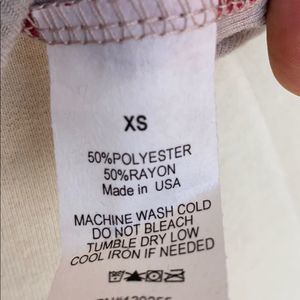 XS
50%POLYESTER
50%RAYON
Made in USA
MACHINE WASH COLD
DO NOT BLEACH
TUMBLE DRY LOW
COOL IRON IF NEEDED